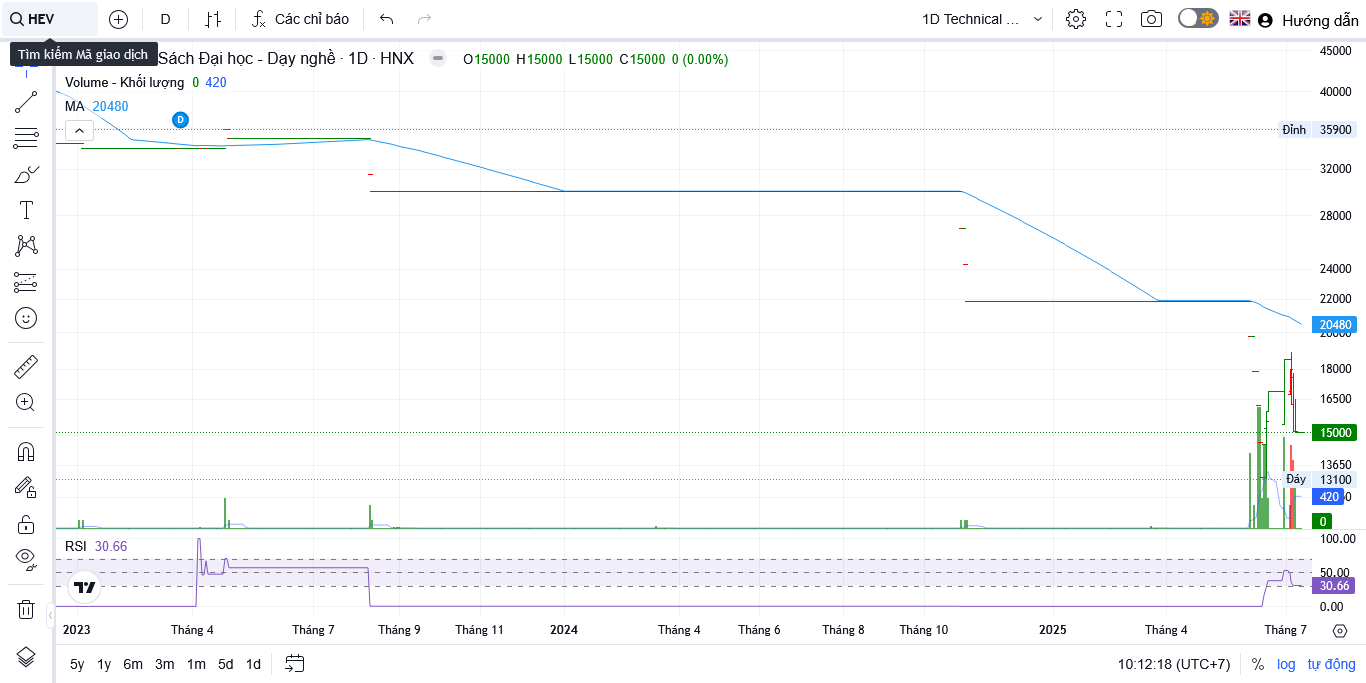 HEV
D
Các chỉ báo
1D Technical ...
Hướng dẫn
Tìm kiếm Mã giao dịch
Sách Đại học - Dạy nghề · 1D · HNX
O15000 H15000 L15000 C15000 0 (0.00%)
Volume - Khối lượng 0 420
MA 20480
D
45000
40000
Đỉnh 35900
32000
28000
24000
22000
20480
20000
18000
16500
15000
13650
Đáy 13100
420
0
RSI 30.66
100.00
50.00
30.66
0.00
2023 Tháng 4 Tháng 7 Tháng 9 Tháng 11 2024 Tháng 4 Tháng 6 Tháng 8 Tháng 10 2025 Tháng 4 Tháng 7
5y 1y 6m 3m 1m 5d 1d
10:12:18 (UTC+7) % log tự động